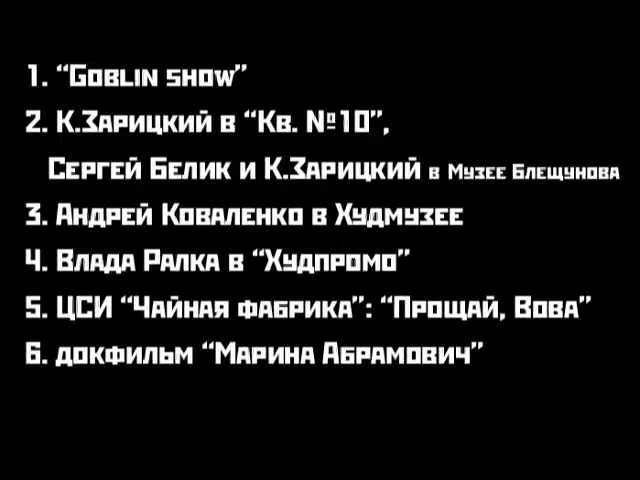 1. “Goblin show”
2. К.Зарицкий в “Кв. №10”,
Сергей Белик и К.Зарицкий в Музее Блещунова
3. Андрей Коваленко в Худмузее
4. Влада Ралка в “Худпромо”
5. ЦСИ “Чайная фабрика”: “Прощай, Вова”
6. докфильм “Марина Абрамович”